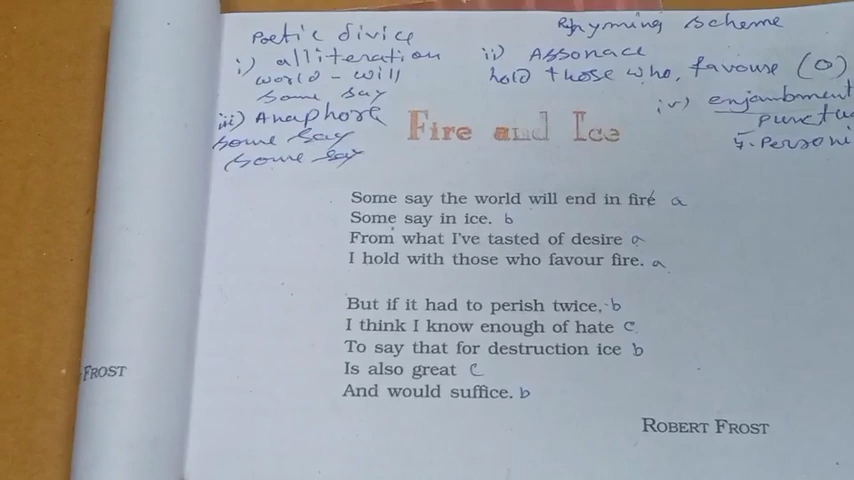 Poetic divice
Rhyming scheme
i) alliteration
world - will
some say
ii) Assonace
hold those who, favouse (o)
iii) Anaphore
some say
some say
iv) enjambment
punctu
5. Personi
Fire and Ice
Some say the world will end in fire a
Some say in ice. b
From what I've tasted of desire a
I hold with those who favour fire. a
But if it had to perish twice, b
I think I know enough of hate c
To say that for destruction ice b
Is also great c
And would suffice. b
ROBERT FROST
FROST